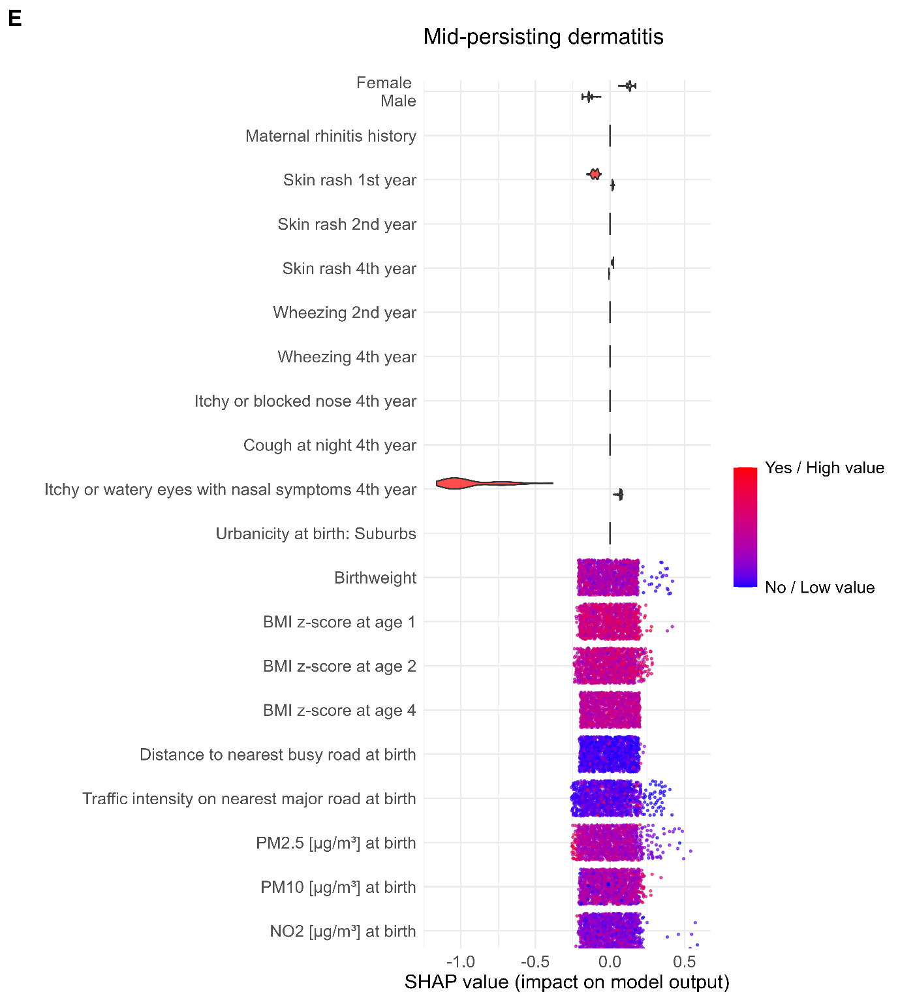 E
Mid-persisting dermatitis
Female
Male
Maternal rhinitis history
Skin rash 1st year
Skin rash 2nd year
Skin rash 4th year
Wheezing 2nd year
Wheezing 4th year
Itchy or blocked nose 4th year
Cough at night 4th year
Itchy or watery eyes with nasal symptoms 4th year
Urbanicity at birth: Suburbs
Birthweight
BMI z-score at age 1
BMI z-score at age 2
BMI z-score at age 4
Distance to nearest busy road at birth
Traffic intensity on nearest major road at birth
PM2.5 [µg/m³] at birth
PM10 [µg/m³] at birth
NO2 [µg/m³] at birth
-1.0 -0.5 0.0 0.5
SHAP value (impact on model output)
Yes / High value
No / Low value